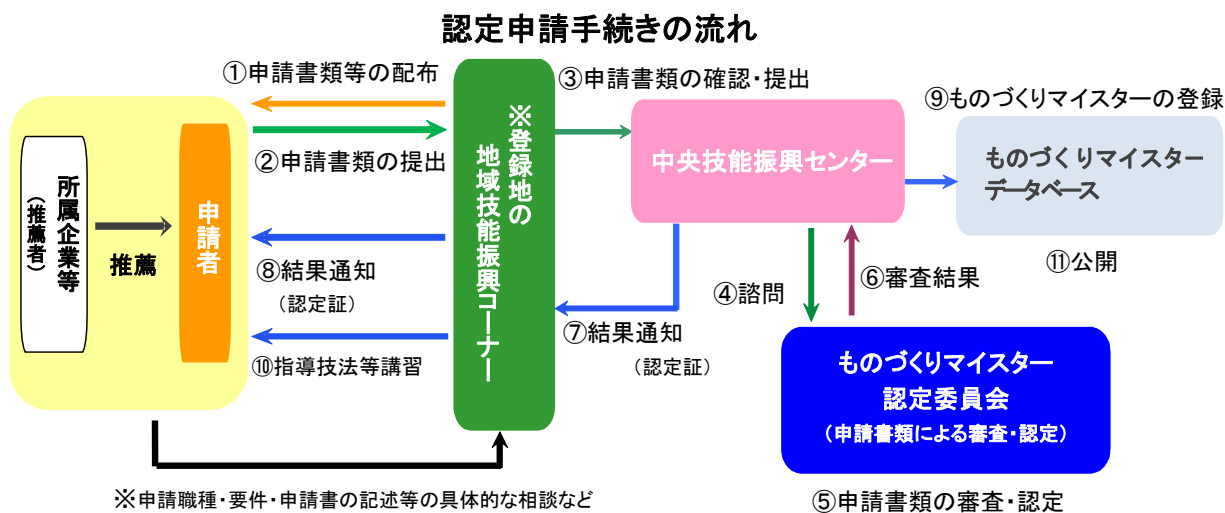 認定申請手続きの流れ
①申請書類等の配布
②申請書類の提出
所属企業等
（推薦者）
推薦
申請者
⑧結果通知
（認定証）
⑩指導技法等講習
※登録地の
地域技能振興コーナー
③申請書類の確認・提出
中央技能振興センター
⑨ものづくりマイスターの登録
ものづくりマイスター
データベース
⑪公開
④諮問
⑥審査結果
⑦結果通知
（認定証）
ものづくりマイスター
認定委員会
（申請書類による審査・認定）
⑤申請書類の審査・認定
※申請職種・要件・申請書の記述等の具体的な相談など